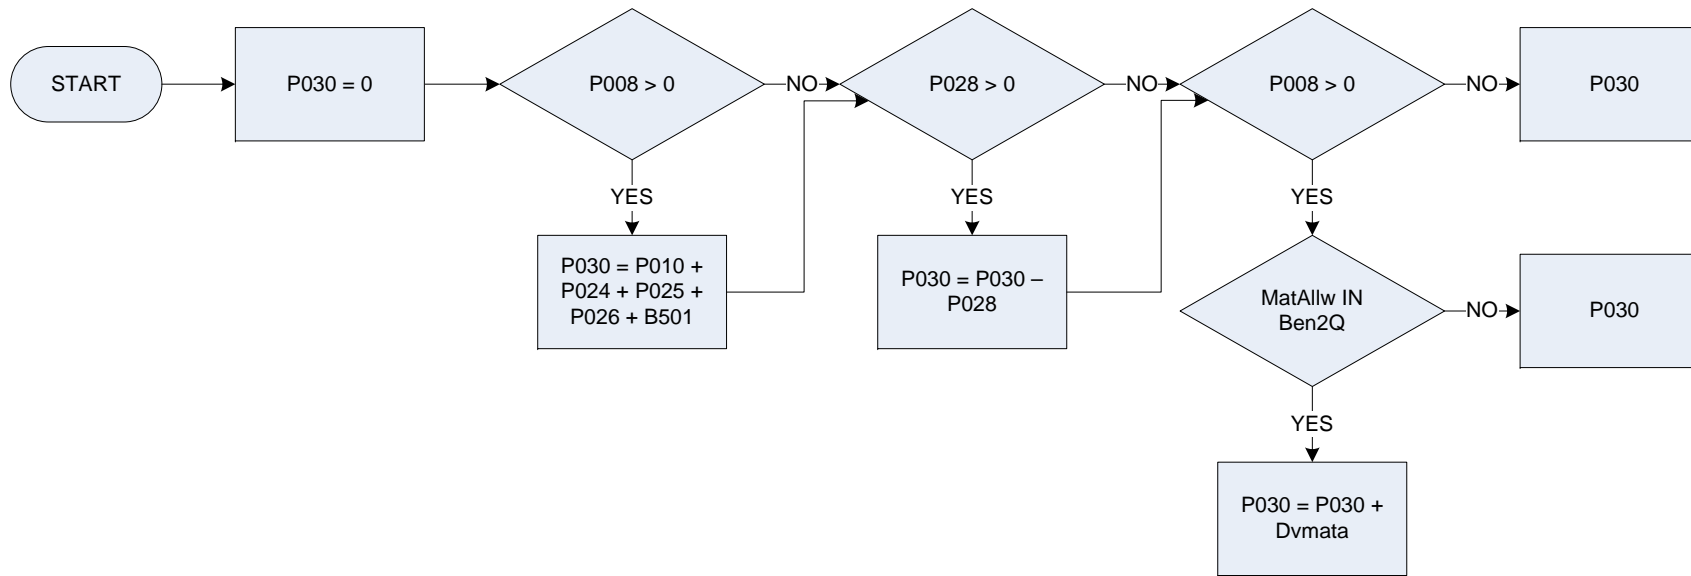 START
P030 = 0
P008 > 0
NO
P028 > 0
NO
P008 > 0
NO
P030
YES
YES
YES
P030 = P010 +
P024 + P025 +
P026 + B501
P030 = P030 –
P028
MatAllw IN
Ben2Q
NO
P030
YES
P030 = P030 +
Dvmata